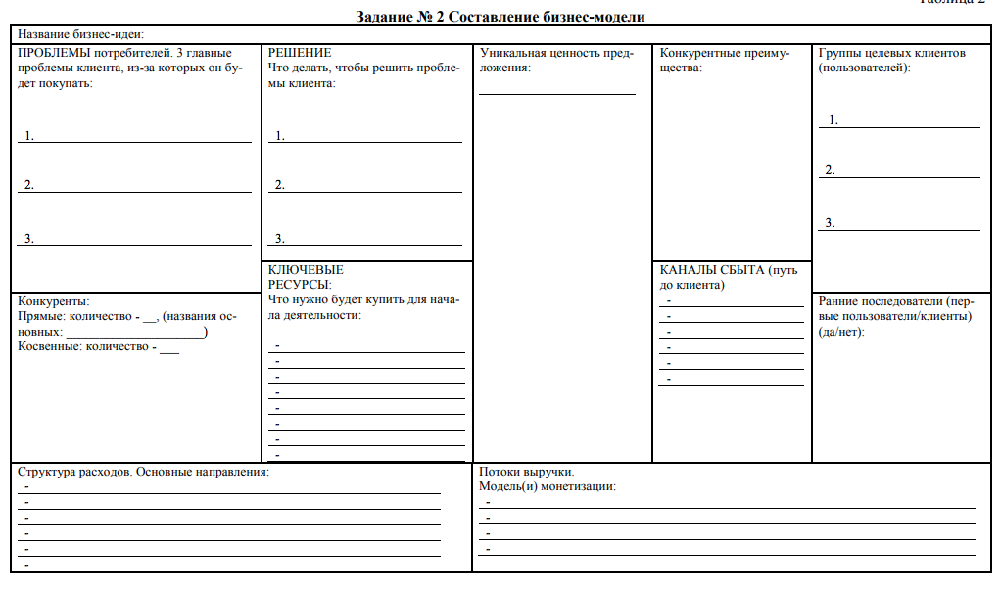 Таблица 2
Задание № 2 Составление бизнес-модели
Название бизнес-идеи:
ПРОБЛЕМЫ потребителей. 3 главные
проблемы клиента, из-за которых он бу-
дет покупать:
1.
2.
3.
РЕШЕНИЕ
Что делать, чтобы решить пробле-
мы клиента:
1.
2.
3.
Уникальная ценность пред-
ложения:
Конкурентные преиму-
щества:
Группы целевых клиентов
(пользователей):
1.
2.
3.
Конкуренты:
Прямые: количество - __, (названия ос-
новных: ______________________)
Косвенные: количество - ___
КЛЮЧЕВЫЕ
РЕСУРСЫ:
Что нужно будет купить для нача-
ла деятельности:
-
-
-
-
-
-
-
-
КАНАЛЫ СБЫТА (путь
до клиента)
-
-
-
-
-
-
Ранние последователи (пер-
вые пользователи/клиенты)
(да/нет):
Структура расходов. Основные направления:
-
-
-
-
-
-
Потоки выручки.
Модель(и) монетизации:
-
-
-
-